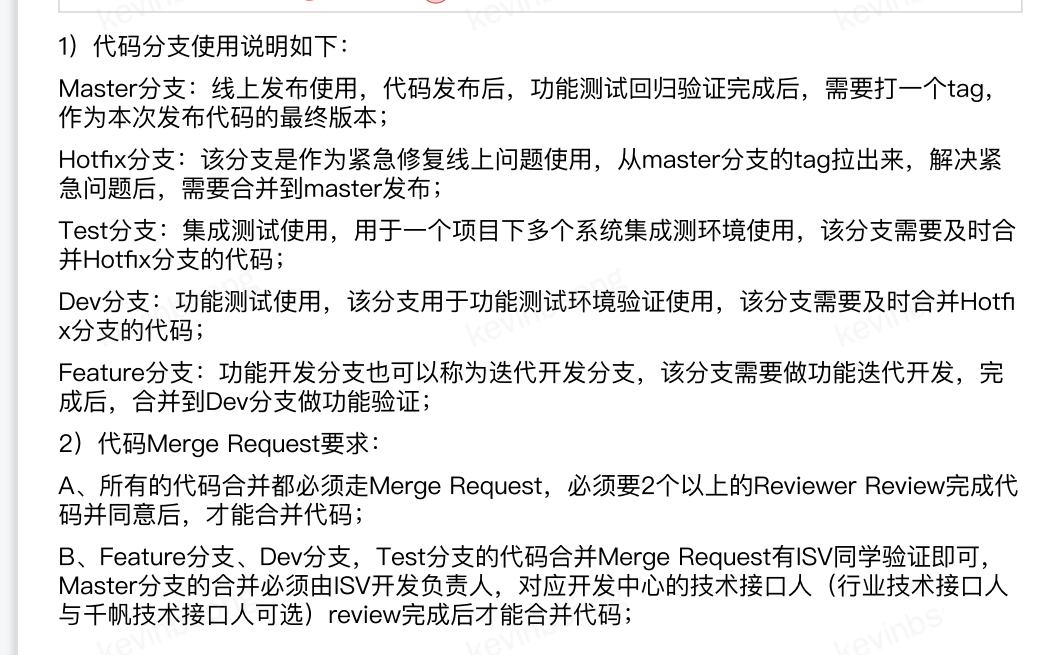 1）代码分支使用说明如下：
Master分支：线上发布使用，代码发布后，功能测试回归验证完成后，需要打一个tag，
作为本次发布代码的最终版本；
Hotfix分支：该分支是作为紧急修复线上问题使用，从master分支的tag拉出来，解决紧
急问题后，需要合并到master发布；
Test分支：集成测试使用，用于一个项目下多个系统集成测环境使用，该分支需要及时合
并Hotfix分支的代码；
Dev分支：功能测试使用，该分支用于功能测试环境验证使用，该分支需要及时合并Hotfi
x分支的代码；
Feature分支：功能开发分支也可以称为迭代开发分支，该分支需要做功能迭代开发，完
成后，合并到Dev分支做功能验证；
2）代码Merge Request要求：
A、所有的代码合并都必须走Merge Request，必须要2个以上的Reviewer Review完成代
码并同意后，才能合并代码；
B、Feature分支、Dev分支，Test分支的代码合并Merge Request有ISV同学验证即可，
Master分支的合并必须由ISV开发负责人，对应开发中心的技术接口人（行业技术接口人
与千帆技术接口人可选）review完成后才能合并代码；
kevinbs